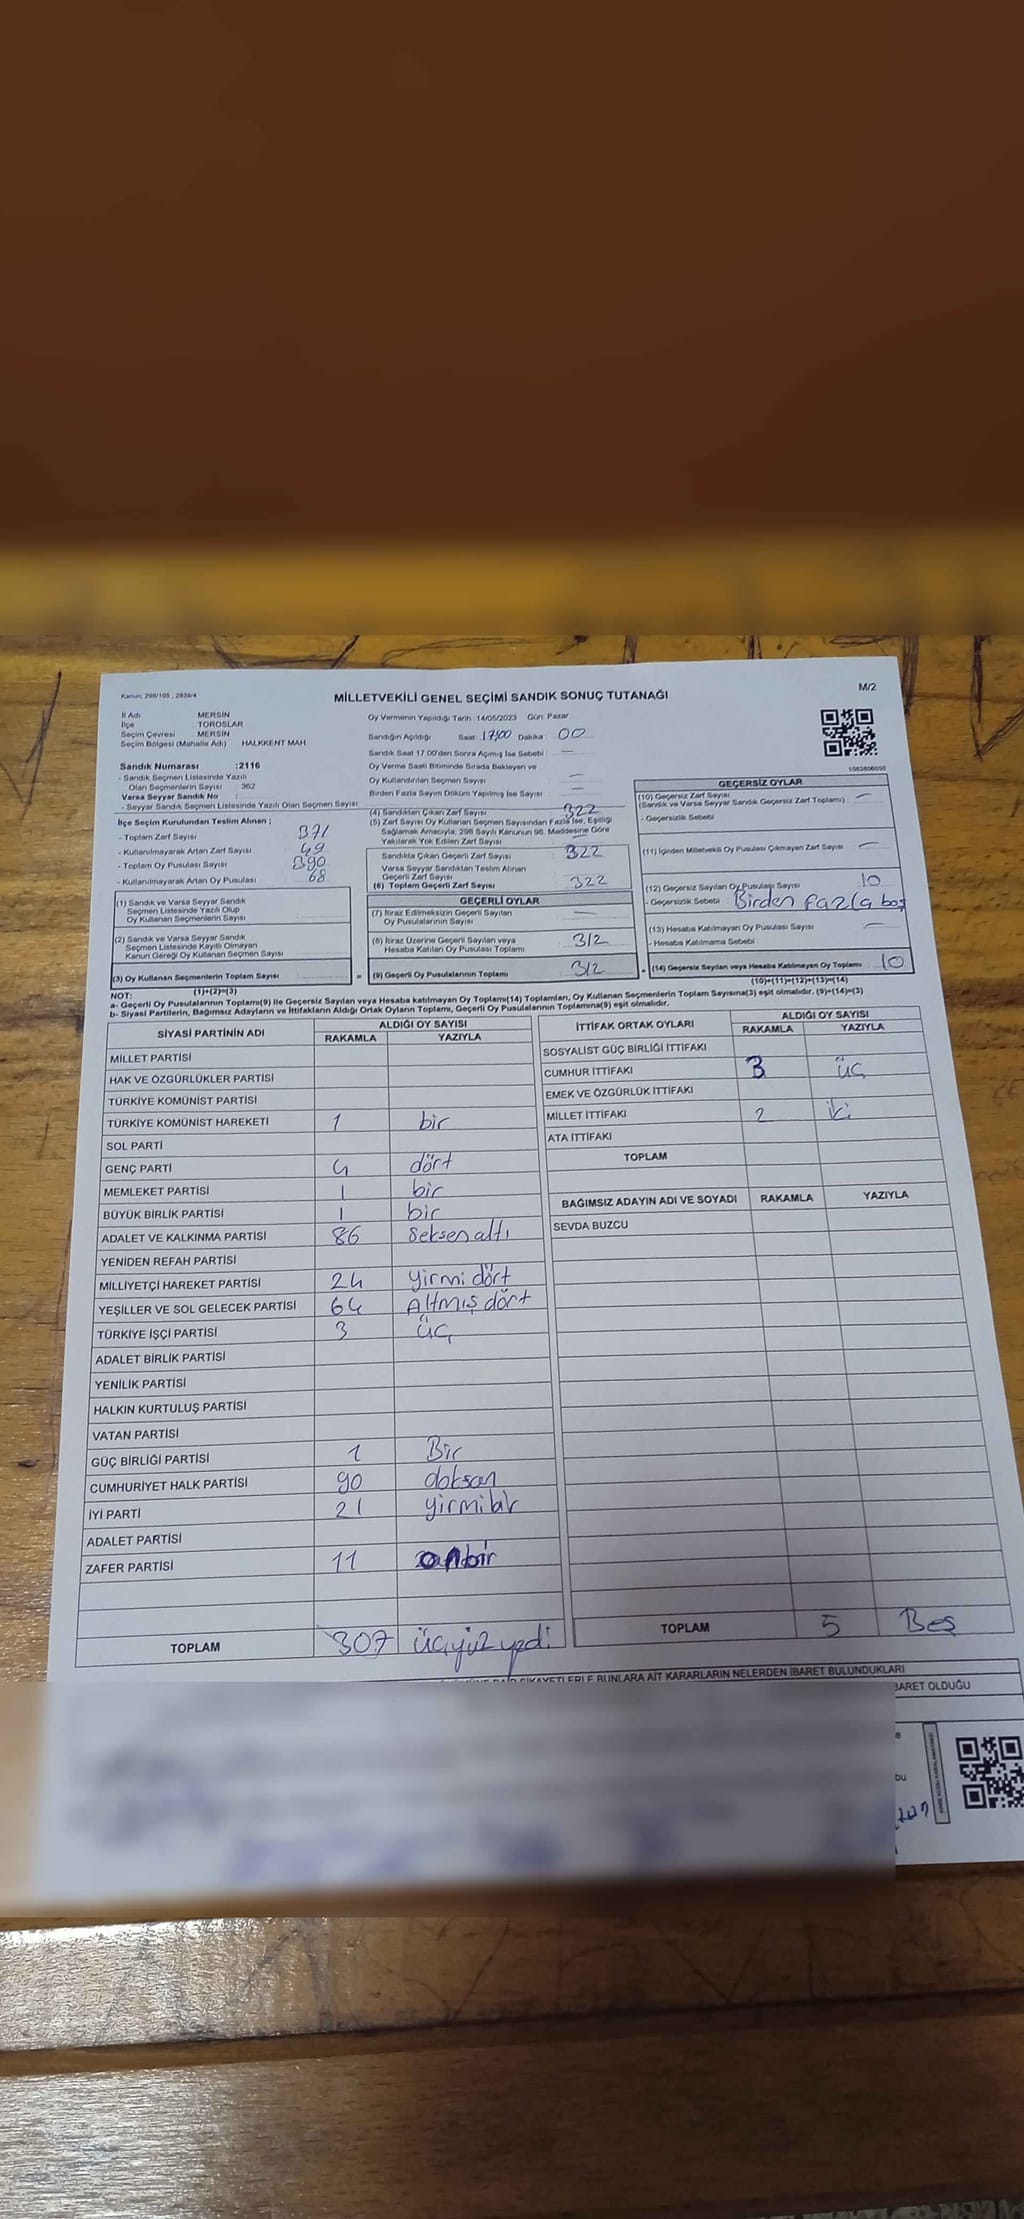 Kanun; 298/105 , 2839/4
MİLLETVEKİLİ GENEL SEÇİMİ SANDIK SONUÇ TUTANAĞI
M/2
İl Adı MERSİN
İlçe : TOROSLAR
Seçim Çevresi MERSİN
Seçim Bölgesi (Mahalle Adı) HALKKENT MAH.
Sandık Numarası :2116
- Sandık Seçmen Listesinde Yazılı
Olan Seçmenlerin Sayısı : 362
Varsa Seyyar Sandık No :
- Seyyar Sandık Seçmen Listesinde Yazılı Olan Seçmen Sayısı
Oy Vermenin Yapıldığı Tarih :14/05/2023 Gün: Pazar
Sandığın Açıldığı Saat 17:00 Dakika : 00
Sandık Saat 17.00'den Sonra Açılmış İse Sebebi : —
Oy Verme Saati Bitiminde Sırada Bekleyen ve
Oy Kullandırılan Seçmen Sayısı —
Birden Fazla Sayım Döküm Yapılmış İse Sayısı : —
1083606050
İlçe Seçim Kurulundan Teslim Alınan ;
- Toplam Zarf Sayısı 371
- Kullanılmayarak Artan Zarf Sayısı 49
- Toplam Oy Pusulası Sayısı 390
- Kullanılmayarak Artan Oy Pusulası 68
(1) Sandık ve Varsa Seyyar Sandık
Seçmen Listesinde Yazılı Olup
Oy Kullanan Seçmenlerin Sayısı
(2) Sandık ve Varsa Seyyar Sandık
Seçmen Listesinde Kayıtlı Olmayan
Kanun Gereği Oy Kullanan Seçmen Sayısı
(3) Oy Kullanan Seçmenlerin Toplam Sayısı
(1)+(2)=(3)
(4) Sandıktan Çıkan Zarf Sayısı 322
(5) Zarf Sayısı Oy Kullanan Seçmen Sayısından Fazla İse, Eşitliği
Sağlamak Amacıyla, 298 Sayılı Kanunun 98. Maddesine Göre
Yakılarak Yok Edilen Zarf Sayısı
Sandıkta Çıkan Geçerli Zarf Sayısı : 322
Varsa Seyyar Sandıktan Teslim Alınan
Geçerli Zarf Sayısı
(6) Toplam Geçerli Zarf Sayısı 322
GEÇERLİ OYLAR
(7) İtiraz Edilmeksizin Geçerli Sayılan
Oy Pusulalarının Sayısı —
(8) İtiraz Üzerine Geçerli Sayılan veya
Hesaba Katılan Oy Pusulası Toplamı 312
= (9) Geçerli Oy Pusulalarının Toplamı 312
GEÇERSİZ OYLAR
(10) Geçersiz Zarf Sayısı —
(Sandık ve Varsa Seyyar Sandık Geçersiz Zarf Toplamı)
- Geçersizlik Sebebi
(11) İçinden Milletvekili Oy Pusulası Çıkmayan Zarf Sayısı —
(12) Geçersiz Sayılan Oy Pusulası Sayısı 10
- Geçersizlik Sebebi Birden fazla boş
(13) Hesaba Katılmayan Oy Pusulası Sayısı —
- Hesaba Katılmama Sebebi
+ (14) Geçersiz Sayılan veya Hesaba Katılmayan Oy Toplamı 10
(10)+(11)+(12)+(13)=(14)
NOT:
a- Geçerli Oy Pusulalarının Toplamı(9) ile Geçersiz Sayılan veya Hesaba katılmayan Oy Toplamı(14) Toplamları, Oy Kullanan Seçmenlerin Toplam Sayısına(3) eşit olmalıdır. (9)+(14)=(3)
b- Siyasi Partilerin, Bağımsız Adayların ve İttifakların Aldığı Ortak Oyların Toplamı, Geçerli Oy Pusulalarının Toplamına(9) eşit olmalıdır.
SİYASİ PARTİNİN ADI ALDIĞI OY SAYISI
RAKAMLA YAZIYLA
MİLLET PARTİSİ
HAK VE ÖZGÜRLÜKLER PARTİSİ
TÜRKİYE KOMÜNİST PARTİSİ
TÜRKİYE KOMÜNİST HAREKETİ 1 bir
SOL PARTİ
GENÇ PARTİ 4 dört
MEMLEKET PARTİSİ 1 bir
BÜYÜK BİRLİK PARTİSİ 1 bir
ADALET VE KALKINMA PARTİSİ 86 Seksen altı
YENİDEN REFAH PARTİSİ
MİLLİYETÇİ HAREKET PARTİSİ 24 Yirmi dört
YEŞİLLER VE SOL GELECEK PARTİSİ 64 Altmış dört
TÜRKİYE İŞÇİ PARTİSİ 3 üç
ADALET BİRLİK PARTİSİ
YENİLİK PARTİSİ
HALKIN KURTULUŞ PARTİSİ
VATAN PARTİSİ
GÜÇ BİRLİĞİ PARTİSİ 1 Bir
CUMHURİYET HALK PARTİSİ 90 doksan
İYİ PARTİ 21 yirmibir
ADALET PARTİSİ
ZAFER PARTİSİ 11 onbir
TOPLAM 307 üçyüz yedi
İTTİFAK ORTAK OYLARI ALDIĞI OY SAYISI
RAKAMLA YAZIYLA
SOSYALİST GÜÇ BİRLİĞİ İTTİFAKI
CUMHUR İTTİFAKI 3 üç
EMEK VE ÖZGÜRLÜK İTTİFAKI
MİLLET İTTİFAKI 2 iki
ATA İTTİFAKI
TOPLAM
BAĞIMSIZ ADAYIN ADI VE SOYADI RAKAMLA YAZIYLA
SEVDA BUZCU
TOPLAM 5 Beş
ŞİKAYETLERLE BUNLARA AİT KARARLARIN NELERDEN İBARET BULUNDUKLARI
BARET OLDUĞU